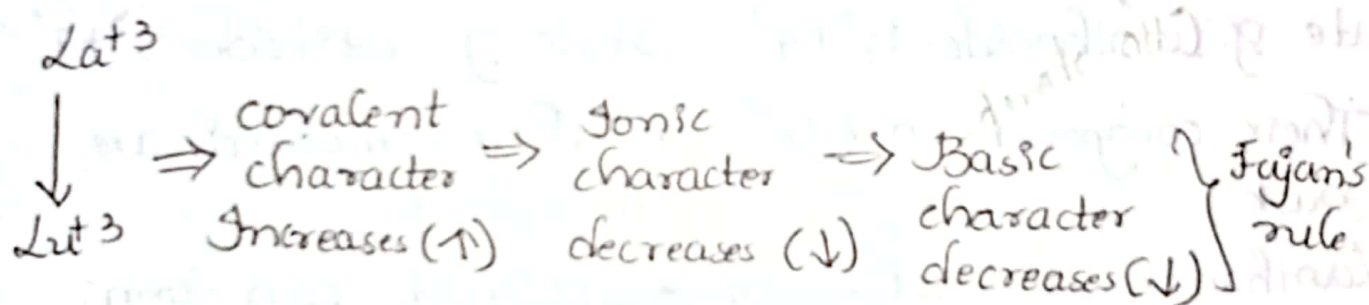 La⁺³
↓
Lu⁺³
⇒ covalent character Increases (↑)
⇒ Ionic character decreases (↓)
⇒ Basic character decreases (↓)
} Fajan's rule